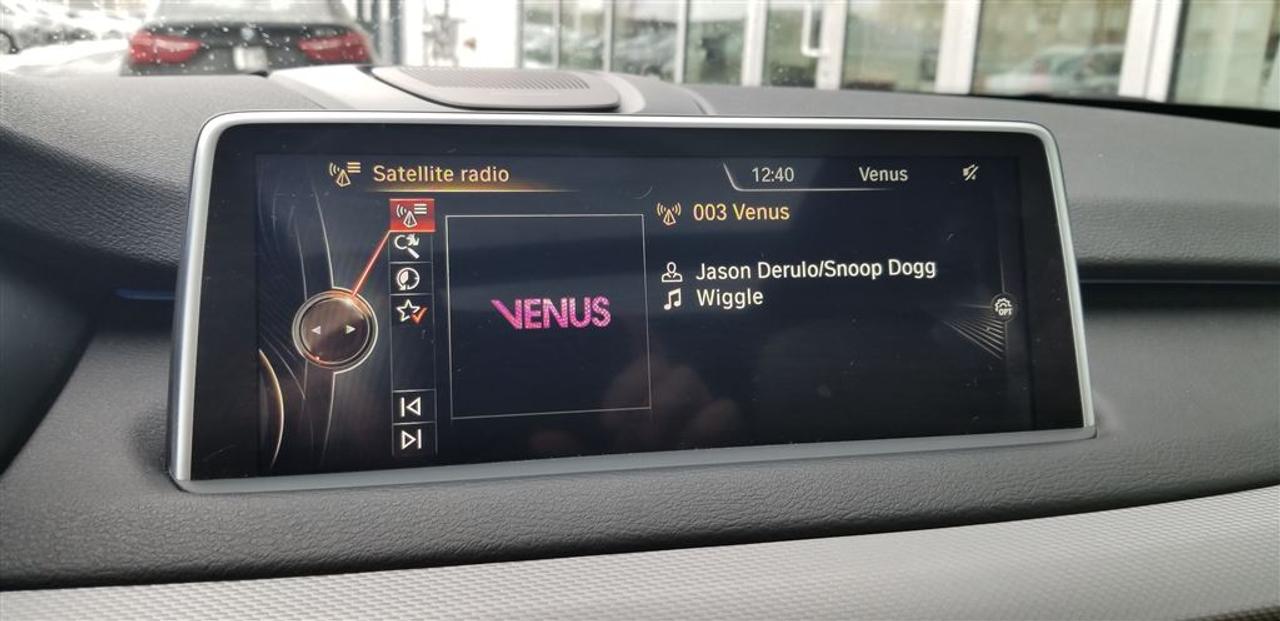 Satellite radio
12:40
Venus
003 Venus
VENUS
Jason Derulo/Snoop Dogg
Wiggle
OPT